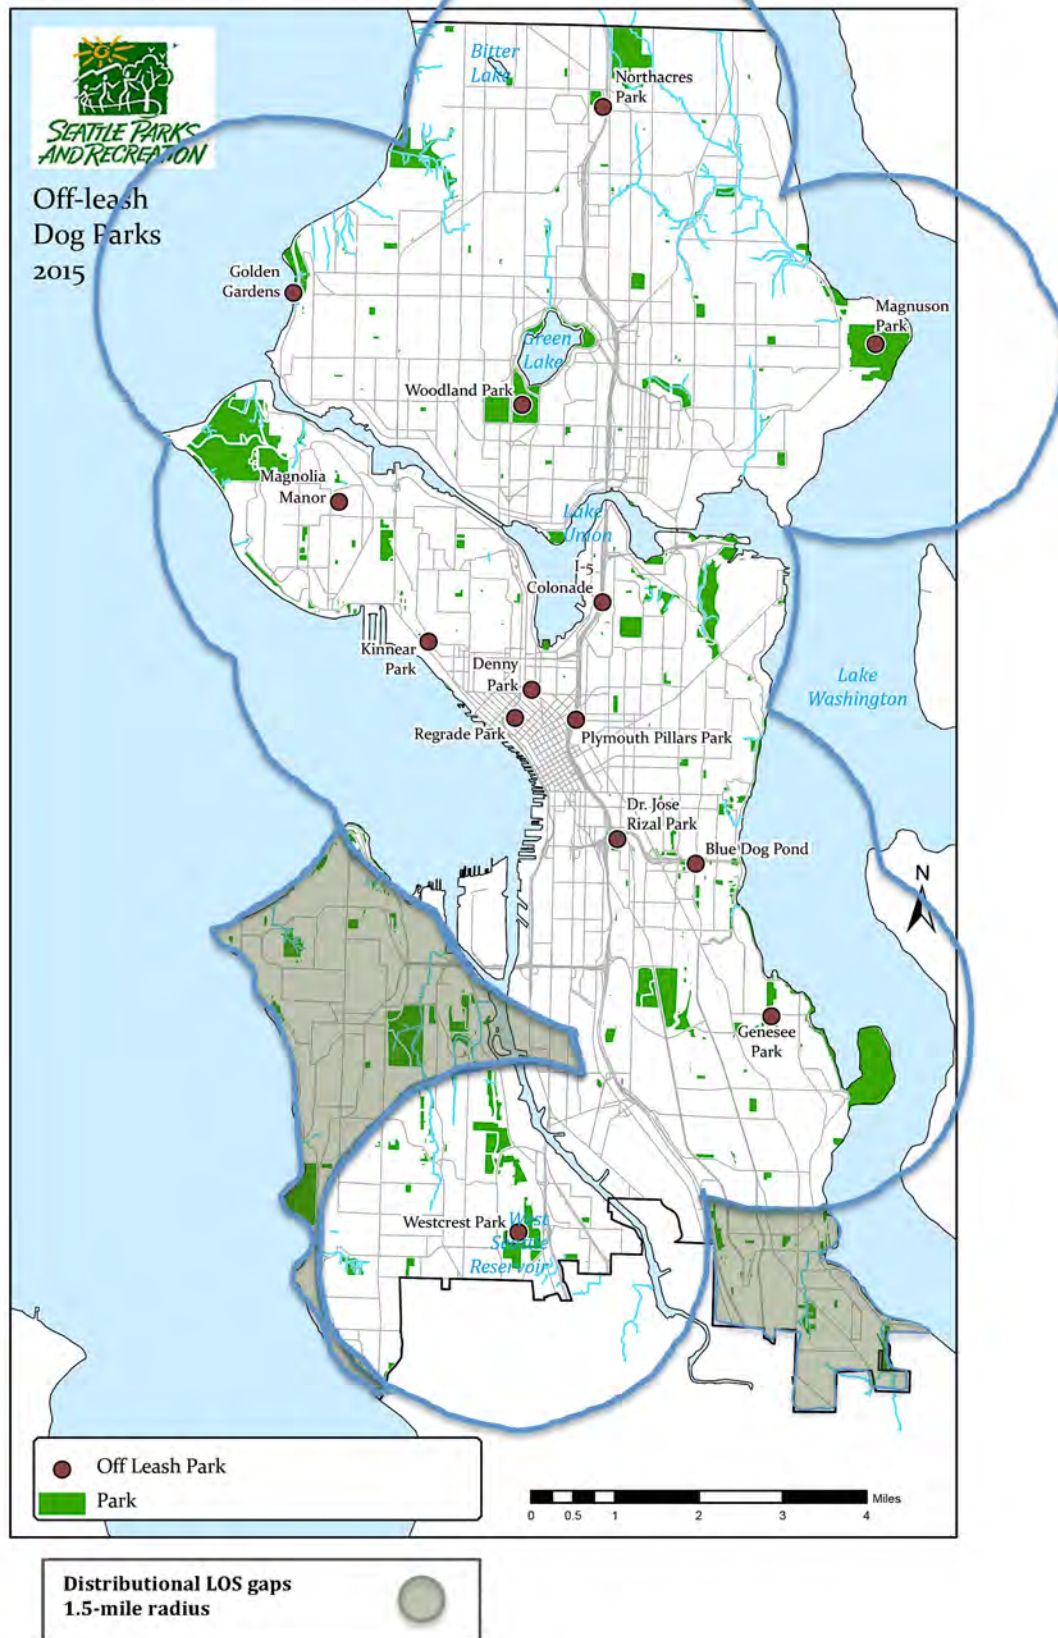 SEATTLE PARKS
AND RECREATION
Off-leash
Dog Parks
2015
Bitter
Lake
Northacres
Park
Golden
Gardens
Magnuson
Park
Green
Lake
Woodland Park
Magnolia
Manor
Lake
Union
I-5
Colonade
Kinnear
Park
Denny
Park
Lake
Washington
Regrade Park
Plymouth Pillars Park
Dr. Jose
Rizal Park
Blue Dog Pond
N
Genesee
Park
Westcrest Park
West
Seattle
Reservoir
Off Leash Park
Park
Miles
0 0.5 1 2 3 4
Distributional LOS gaps
1.5-mile radius